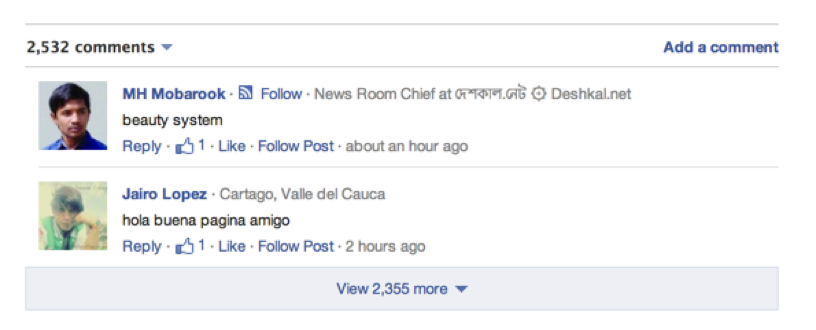 2,532 comments
Add a comment
MH Mobarook · Follow · News Room Chief at দেশকাল.নেট ۞ Deshkal.net
beauty system
Reply · 1 · Like · Follow Post · about an hour ago
Jairo Lopez · Cartago, Valle del Cauca
hola buena pagina amigo
Reply · 1 · Like · Follow Post · 2 hours ago
View 2,355 more